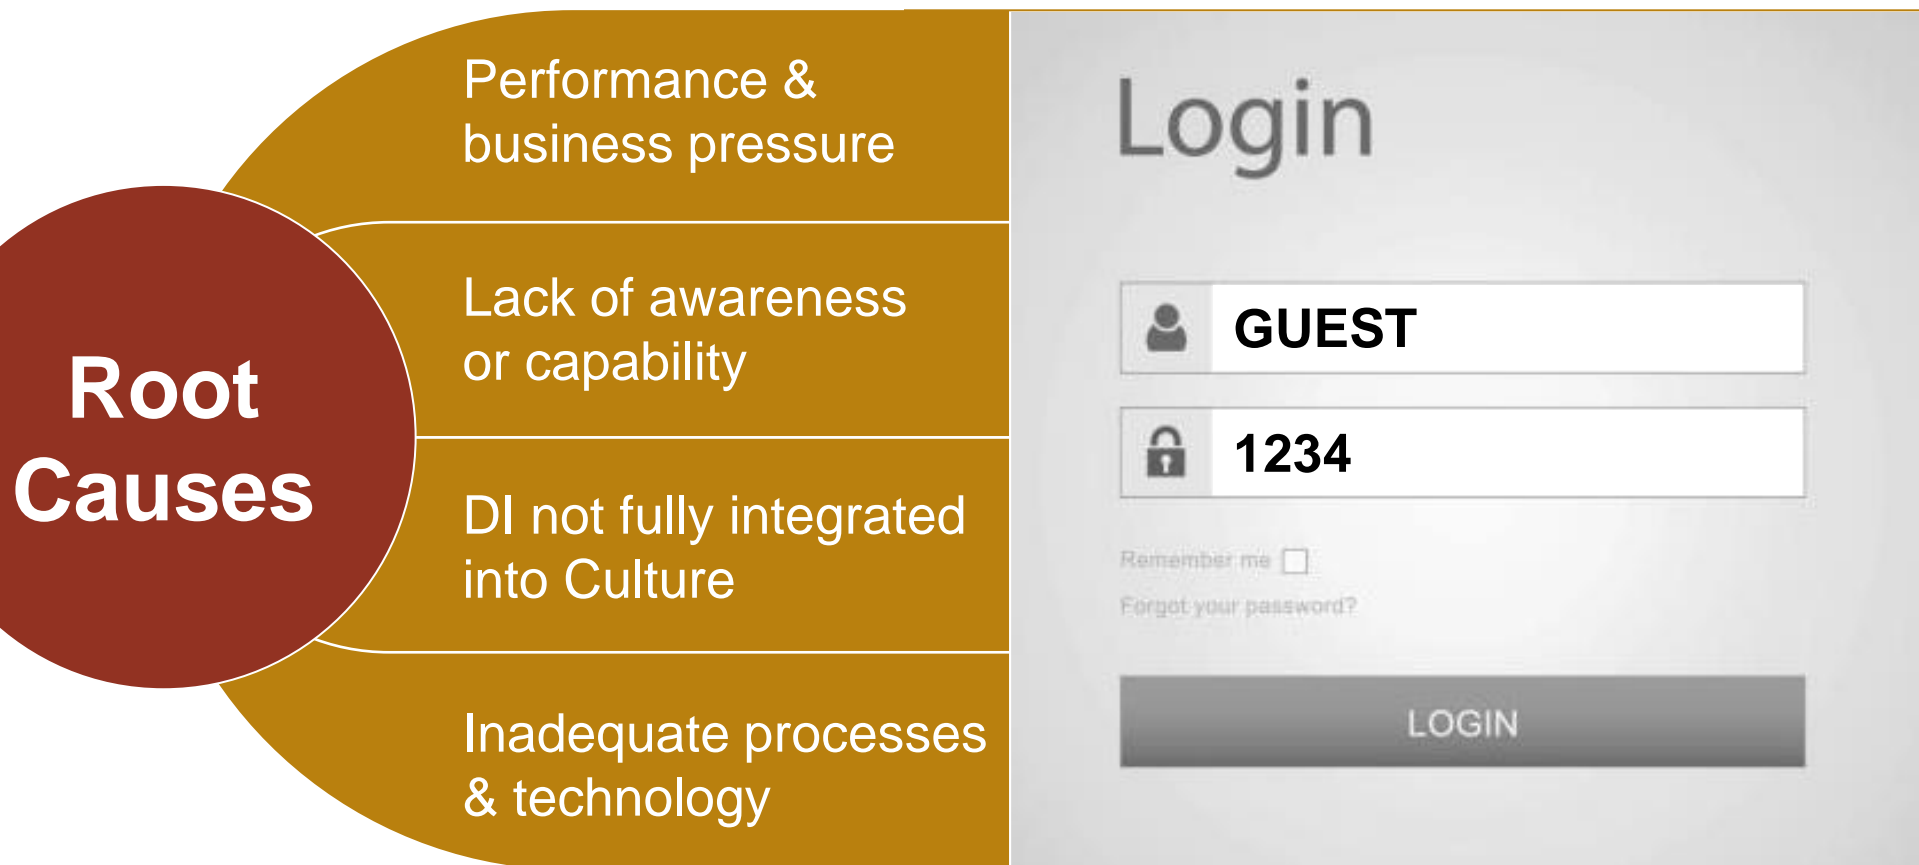 Root
Causes
Performance &
business pressure
Lack of awareness
or capability
DI not fully integrated
into Culture
Inadequate processes
& technology
Login
GUEST
1234
Remember me
Forgot your password?
LOGIN